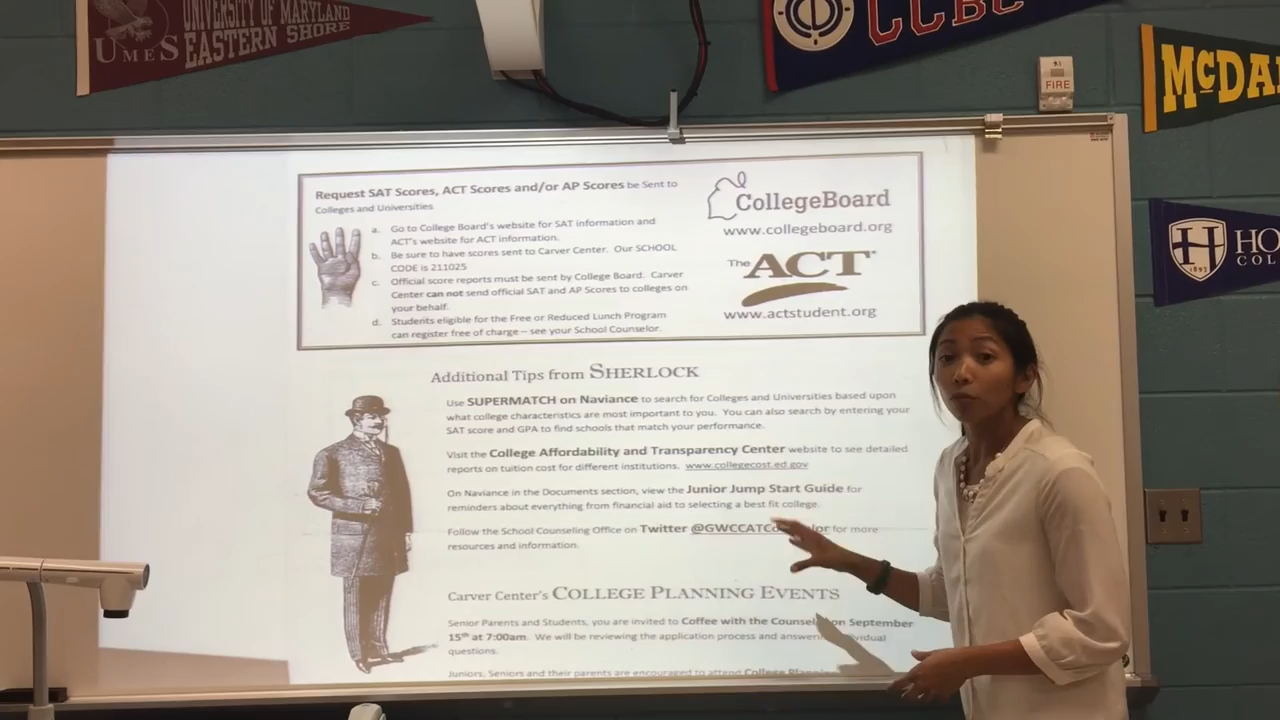 UNIVERSITY OF MARYLAND
UMES EASTERN SHORE
CCBC
McDA
FIRE
H
1893
HO
COL
Request SAT Scores, ACT Scores and/or AP Scores be Sent to
Colleges and Universities
a. Go to College Board's website for SAT information and
ACT's website for ACT information.
b. Be sure to have scores sent to Carver Center. Our SCHOOL
CODE is 211025
c. Official score reports must be sent by College Board. Carver
Center can not send official SAT and AP Scores to colleges on
your behalf.
d. Students eligible for the Free or Reduced Lunch Program
can register free of charge – see your School Counselor.
CollegeBoard
www.collegeboard.org
The ACT
www.actstudent.org
Additional Tips from SHERLOCK
Use SUPERMATCH on Naviance to search for Colleges and Universities based upon
what college characteristics are most important to you. You can also search by entering your
SAT score and GPA to find schools that match your performance.
Visit the College Affordability and Transparency Center website to see detailed
reports on tuition cost for different institutions. www.collegecost.ed.gov
On Naviance in the Documents section, view the Junior Jump Start Guide for
reminders about everything from financial aid to selecting a best fit college.
Follow the School Counseling Office on Twitter for more
resources and information.
Carver Center's COLLEGE PLANNING EVENTS
Senior Parents and Students, you are invited to Coffee with the on September
15th at 7:00am. We will be reviewing the application process and
questions.
Juniors, Seniors and their parents are encouraged to attend College